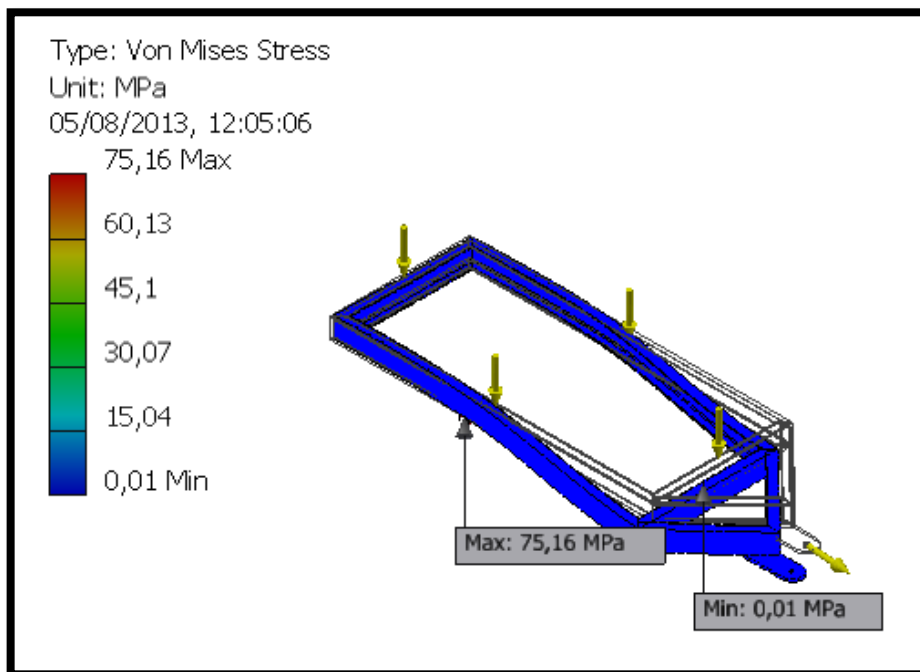 Type: Von Mises Stress
Unit: MPa
05/08/2013, 12:05:06
75,16 Max
60,13
45,1
30,07
15,04
0,01 Min
Max: 75,16 MPa
Min: 0,01 MPa